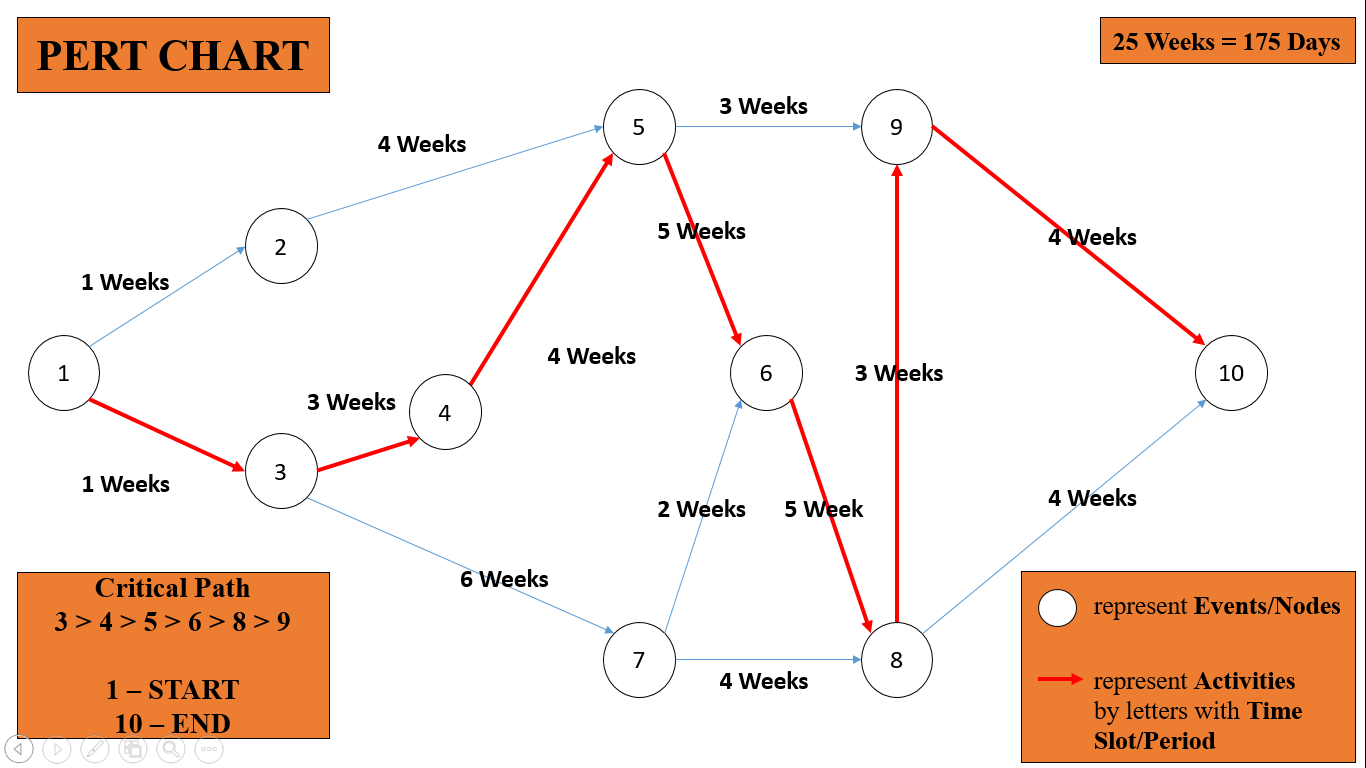 PERT CHART
25 Weeks = 175 Days
3 Weeks
5
9
4 Weeks
5 Weeks
4 Weeks
2
1 Weeks
4 Weeks
1
6
3 Weeks
10
3 Weeks
4
3
1 Weeks
2 Weeks
5 Week
4 Weeks
6 Weeks
7
8
4 Weeks
Critical Path
3 > 4 > 5 > 6 > 8 > 9
1 – START
10 – END
represent Events/Nodes
represent Activities
by letters with Time
Slot/Period